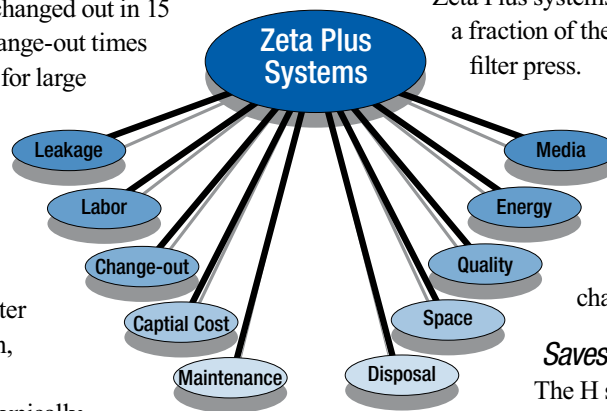 changed out in 15
ange-out times
for large
Zeta Plus systems
a fraction of the
filter press.
Zeta Plus
Systems
Leakage
Media
Labor
Energy
Change-out
Quality
Captial Cost
Space
Maintenance
Disposal
ter
cha
Saves
The H s